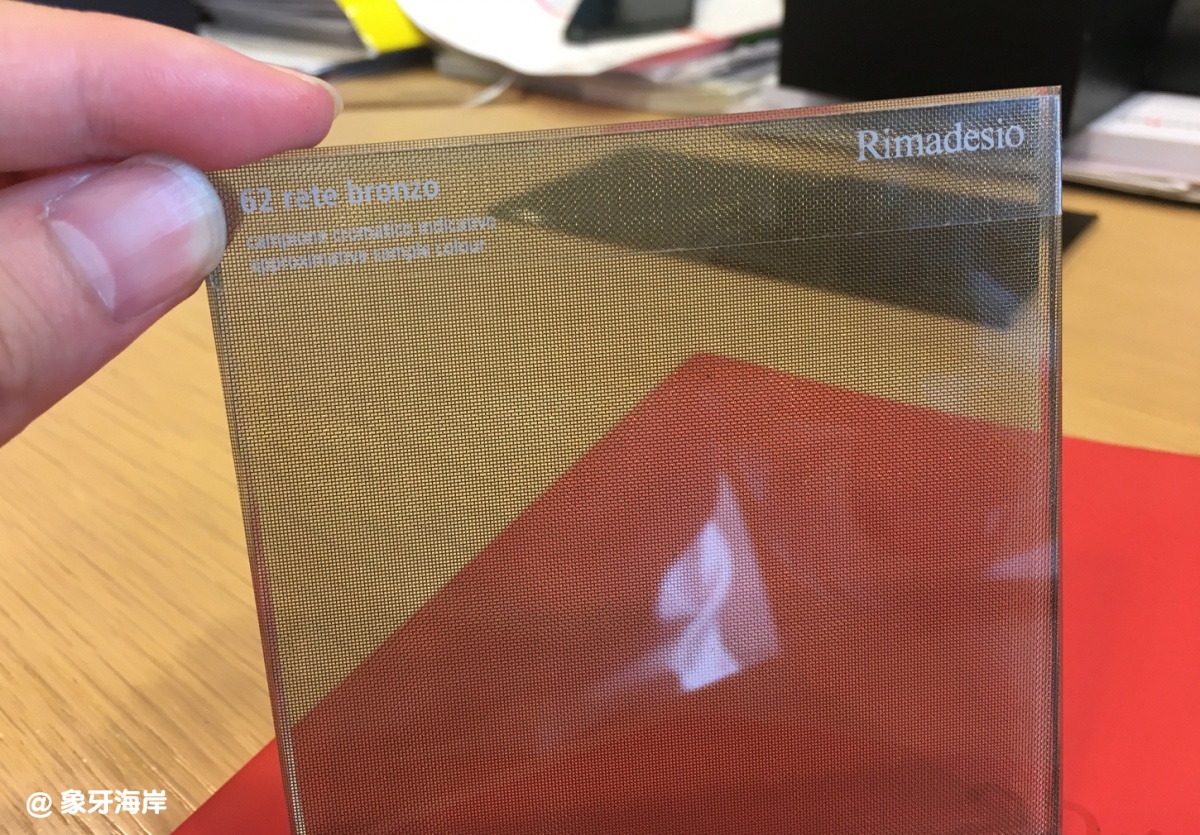 Rimadesio
62 rete bronzo
campione cromatico indicativo
approximative sample colour
@ 象牙海岸